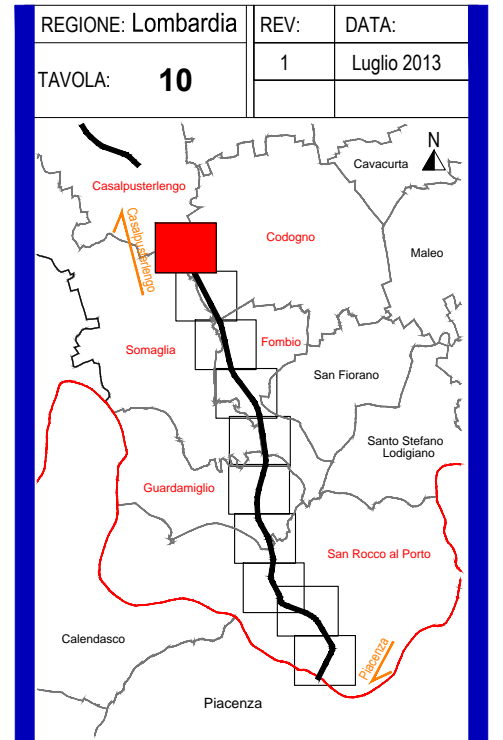 REGIONE: Lombardia
REV:
DATA:
TAVOLA: 10
1
Luglio 2013
N
Cavacurta
Casalpusterlengo
Casalpusterlengo
Codogno
Maleo
Somaglia
Fombio
San Fiorano
Santo Stefano
Lodigiano
Guardamiglio
San Rocco al Porto
Calendasco
Piacenza
Piacenza